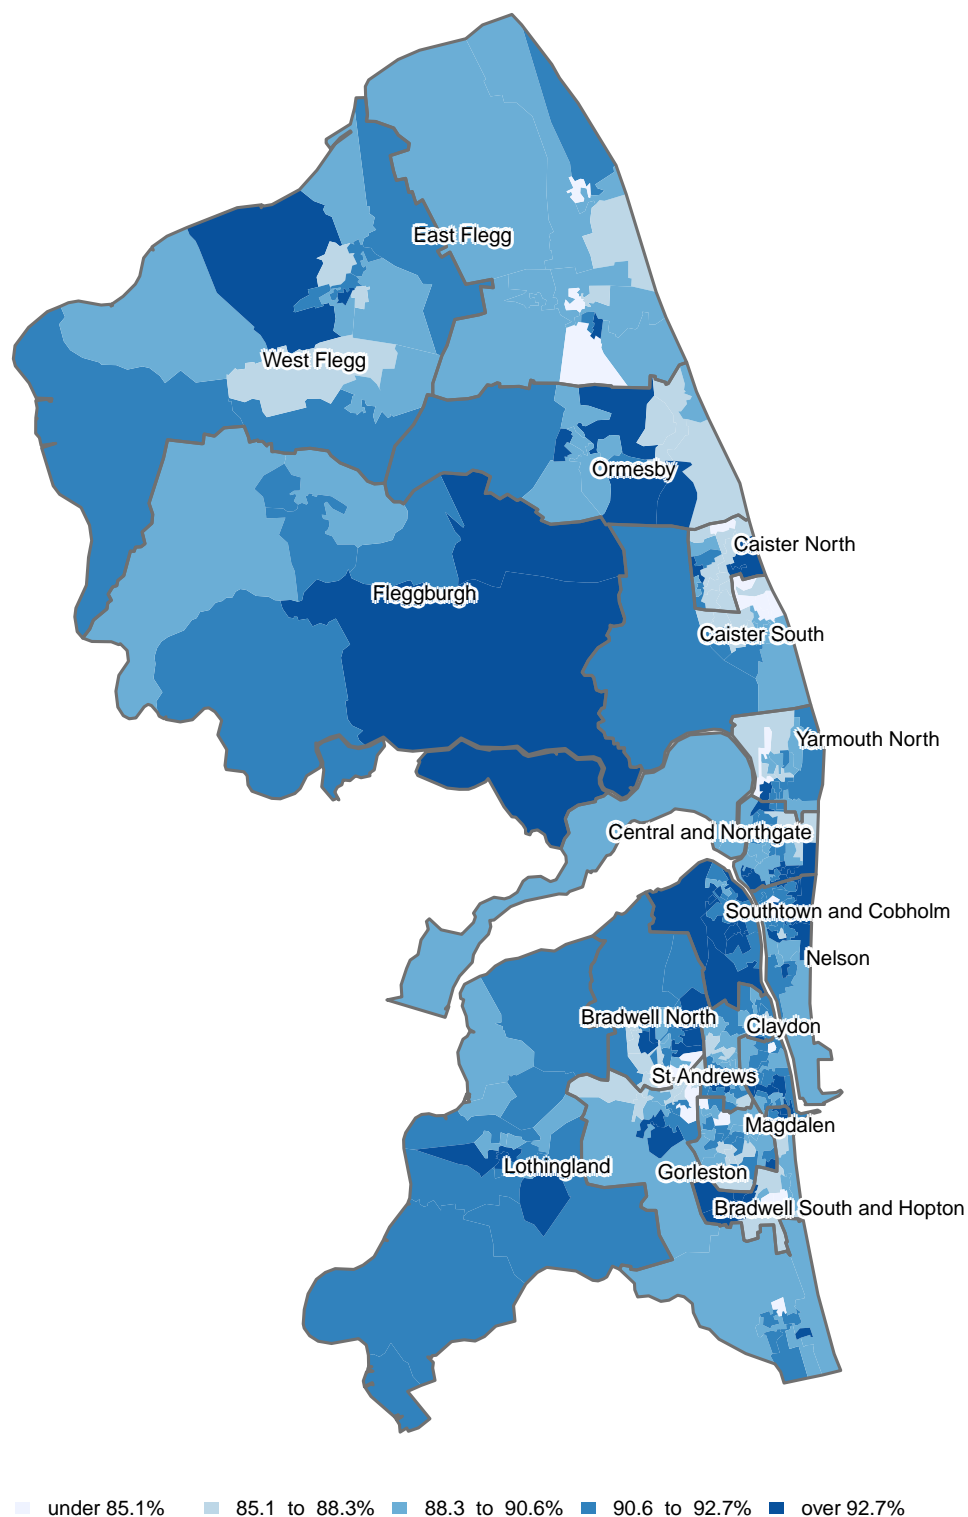 East Flegg
West Flegg
Ormesby
Caister North
Fleggburgh
Caister South
Yarmouth North
Central and Northgate
Southtown and Cobholm
Nelson
Bradwell North
Claydon
St Andrews
Magdalen
Lothingland
Gorleston
Bradwell South and Hopton
under 85.1% 85.1 to 88.3% 88.3 to 90.6% 90.6 to 92.7% over 92.7%